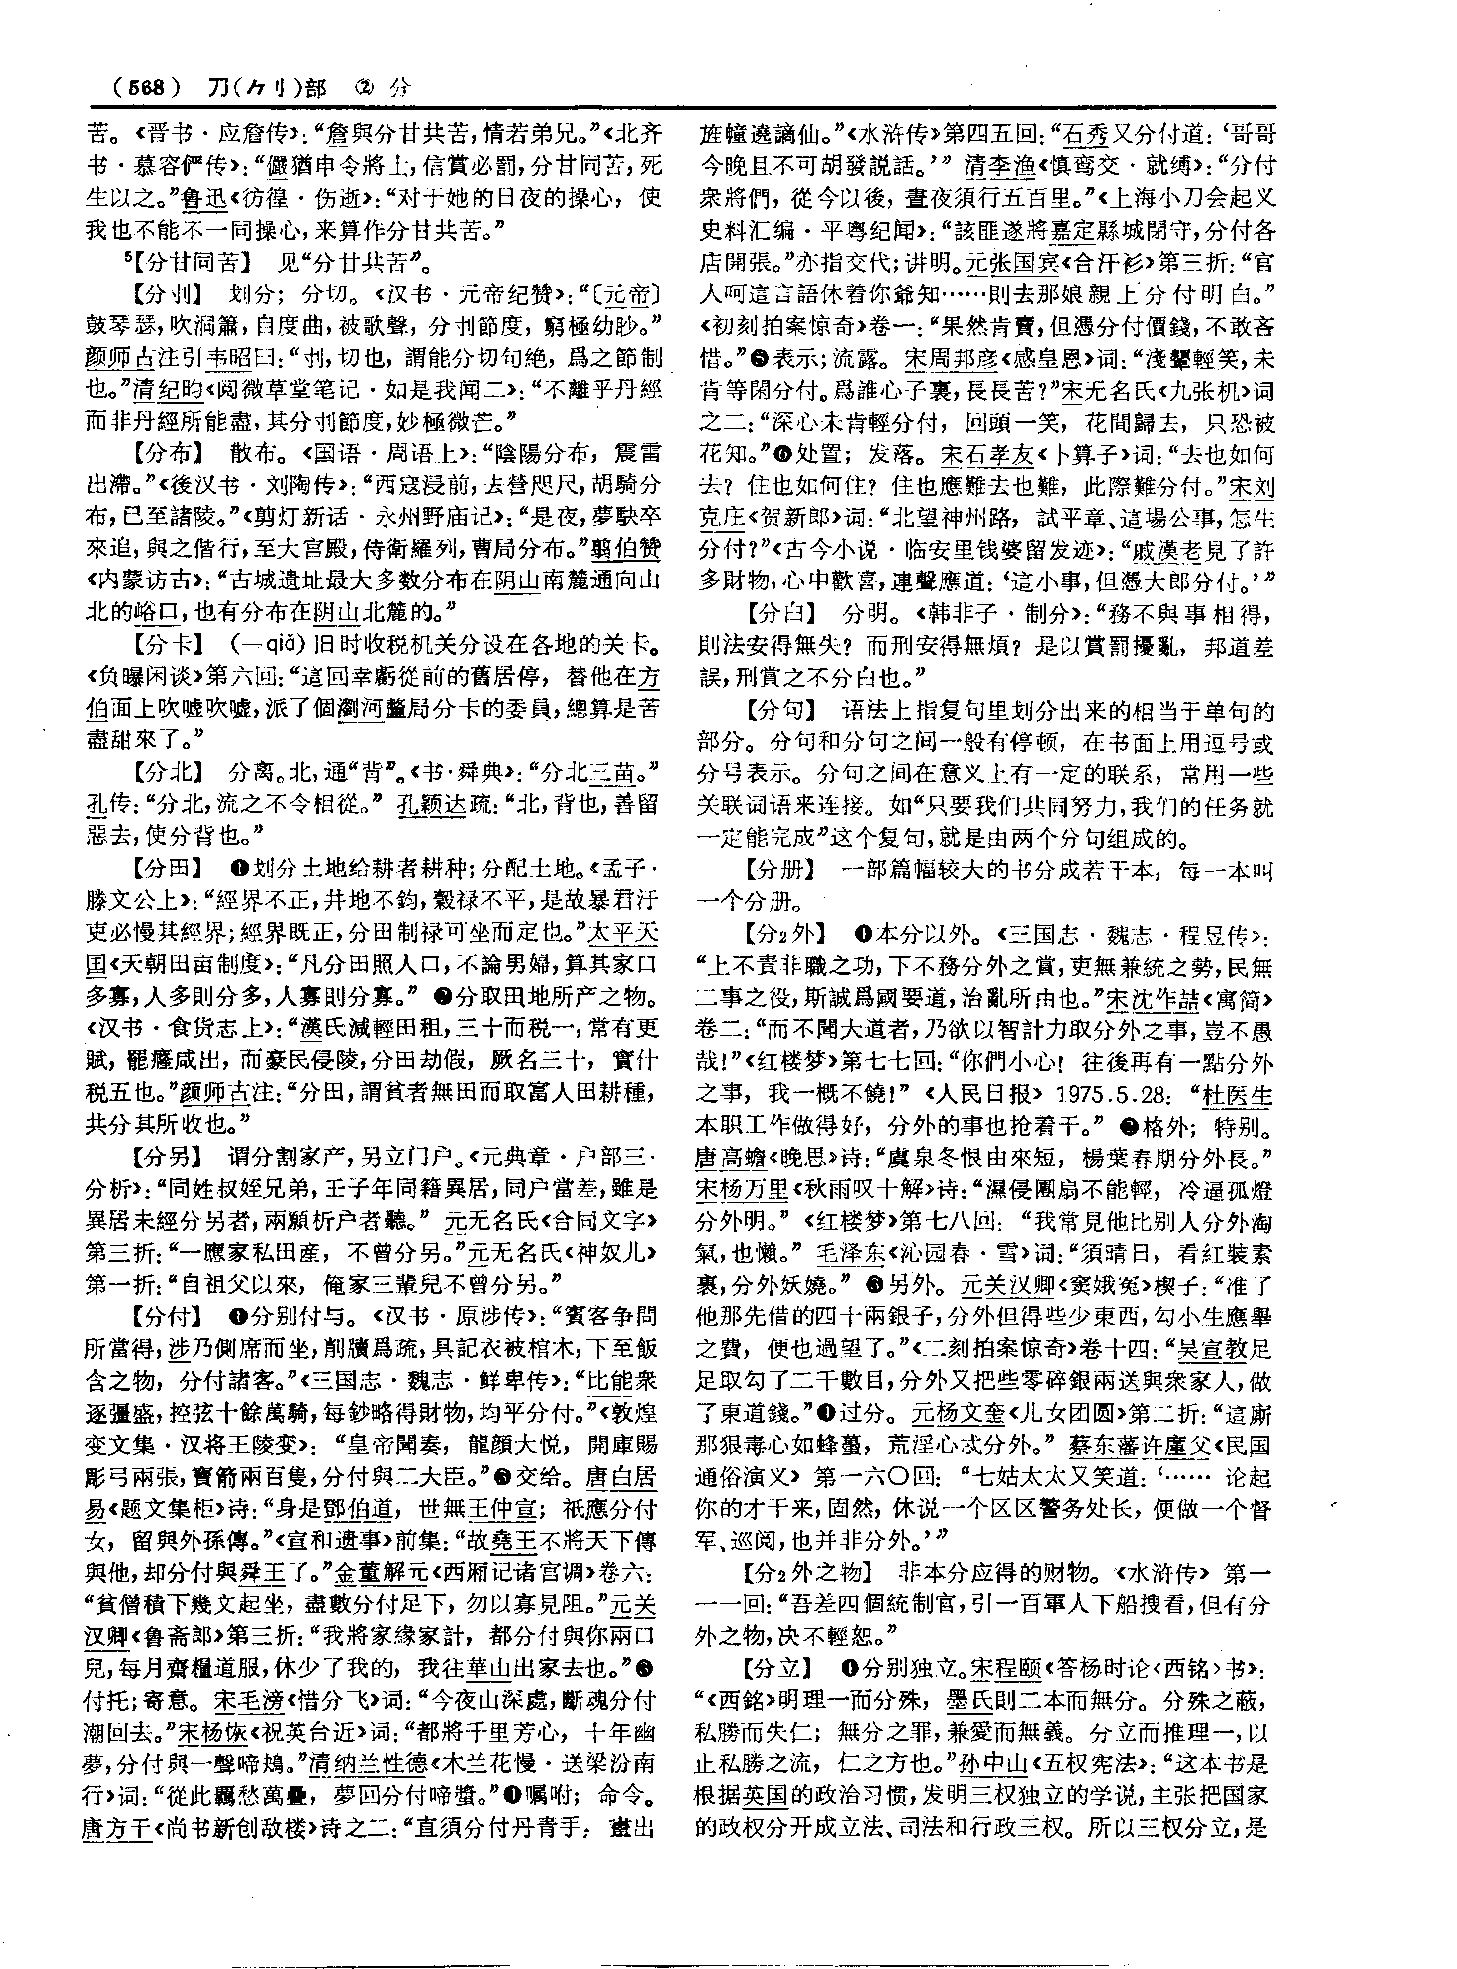 (568) 刀(⺈刂)部 ② 分
苦。《晋书·应詹传》：“詹與分甘共苦，情若弟兄。”《北齐
书·慕容俨传》：“儼猶申令將士，信賞必罰，分甘同苦，死
生以之。”鲁迅《彷徨·伤逝》：“对于她的日夜的操心，使
我也不能不一同操心，来算作分甘共苦。”
⁵【分甘同苦】 见“分甘共苦”。
【分刌】 划分；分切。《汉书·元帝纪赞》：“〔元帝〕
鼓琴瑟，吹洞簫，自度曲，被歌聲，分刌節度，窮極幼眇。”
颜师古注引韦昭曰：“刌，切也，謂能分切句絶，爲之節制
也。”清纪昀《阅微草堂笔记·如是我闻二》：“不離乎丹經
而非丹經所能盡，其分刌節度，妙極微芒。”
【分布】 散布。《国语·周语上》：“陰陽分布，震雷
出滯。”《後汉书·刘陶传》：“西寇浸前，去營咫尺，胡騎分
布，已至諸陵。”《剪灯新话·永州野庙记》：“是夜，夢駃卒
來追，與之偕行，至大宫殿，侍衛羅列，曹局分布。”翦伯赞
《内蒙访古》：“古城遗址最大多数分布在阴山南麓通向山
北的峪口，也有分布在阴山北麓的。”
【分卡】 (—qiǎ)旧时收税机关分设在各地的关卡。
《负曝闲谈》第六回：“這回幸虧從前的舊居停，替他在方
伯面上吹嘘吹嘘，派了個瀏河釐局分卡的委員，總算是苦
盡甜來了。”
【分北】 分离。北，通“背”。《书·舜典》：“分北三苗。”
孔传：“分北，流之不令相從。”孔颖达疏：“北，背也，善留
惡去，使分背也。”
【分田】 ❶划分土地给耕者耕种；分配土地。《孟子·
滕文公上》：“經界不正，井地不鈞，穀禄不平，是故暴君汙
吏必慢其經界；經界既正，分田制禄可坐而定也。”太平天
国《天朝田亩制度》：“凡分田照人口，不論男婦，算其家口
多寡，人多則分多，人寡則分寡。”❷分取田地所产之物。
《汉书·食货志上》：“漢氏減輕田租，三十而税一，常有更
賦，罷癃咸出，而豪民侵陵，分田劫假，厥名三十，實什
税五也。”颜师古注：“分田，謂貧者無田而取富人田耕種，
共分其所收也。”
【分另】 谓分割家产，另立门户。《元典章·户部三·
分析》：“同姓叔姪兄弟，壬子年同籍異居，同户當差，雖是
異居未經分另者，兩願析户者聽。”元无名氏《合同文字》
第三折：“一應家私田産，不曾分另。”元无名氏《神奴儿》
第一折：“自祖父以來，俺家三輩兒不曾分另。”
【分付】 ❶分别付与。《汉书·原涉传》：“賓客争問
所當得，涉乃側席而坐，削牘爲疏，具記衣被棺木，下至飯
含之物，分付諸客。”《三国志·魏志·鲜卑传》：“比能衆
逐彊盛，控弦十餘萬騎，每鈔略得財物，均平分付。”《敦煌
变文集·汉将王陵变》：“皇帝聞奏，龍顔大悦，開庫賜
彫弓兩張，寶箭兩百隻，分付與二大臣。”❷交给。唐白居
易《题文集柜》诗：“身是鄧伯道，世無王仲宣；祇應分付
女，留與外孫傳。”《宣和遗事》前集：“故堯王不將天下傳
與他，却分付與舜王了。”金董解元《西厢记诸宫调》卷六：
“貧僧積下幾文起坐，盡數分付足下，勿以寡見阻。”元关
汉卿《鲁斋郎》第三折：“我將家緣家計，都分付與你兩口
兒，每月齋糧道服，休少了我的，我往華山出家去也。”❸
付托；寄意。宋毛滂《惜分飞》词：“今夜山深處，斷魂分付
潮回去。”宋杨恢《祝英台近》词：“都將千里芳心，十年幽
夢，分付與一聲啼鴂。”清纳兰性德《木兰花慢·送梁汾南
行》词：“從此羈愁萬疊，夢回分付啼螿。”❹嘱咐；命令。
唐方干《尚书新创敌楼》诗之二：“直須分付丹青手，畫出
旌幢遶謫仙。”《水浒传》第四五回：“石秀又分付道：‘哥哥
今晚且不可胡發説話。’”清李渔《慎鸾交·就缚》：“分付
衆將們，從今以後，晝夜須行五百里。”《上海小刀会起义
史料汇编·平粤纪闻》：“該匪遂將嘉定縣城閉守，分付各
店開張。”亦指交代；讲明。元张国宾《合汗衫》第三折：“官
人呵這言語休着你爺知……則去那娘親上分付明白。”
《初刻拍案惊奇》卷一：“果然肯賣，但憑分付價錢，不敢吝
惜。”❺表示；流露。宋周邦彦《感皇恩》词：“淺顰輕笑，未
肯等閑分付。爲誰心子裏，長長苦？”宋无名氏《九张机》词
之二：“深心未肯輕分付，回頭一笑，花間歸去，只恐被
花知。”❻处置；发落。宋石孝友《卜算子》词：“去也如何
去？住也如何住？住也應難去也難，此際難分付。”宋刘
克庄《贺新郎》词：“北望神州路，試平章、這場公事，怎生
分付？”《古今小说·临安里钱婆留发迹》：“戚漢老見了許
多財物，心中歡喜，連聲應道：‘這小事，但憑大郎分付。’”
【分白】 分明。《韩非子·制分》：“務不與事相得，
則法安得無失？而刑安得無煩？是以賞罰擾亂，邦道差
誤，刑賞之不分白也。”
【分句】 语法上指复句里划分出来的相当于单句的
部分。分句和分句之间一般有停顿，在书面上用逗号或
分号表示。分句之间在意义上有一定的联系，常用一些
关联词语来连接。如“只要我们共同努力，我们的任务就
一定能完成”这个复句，就是由两个分句组成的。
【分册】 一部篇幅较大的书分成若干本，每一本叫
一个分册。
【分₂外】 ❶本分以外。《三国志·魏志·程昱传》：
“上不責非職之功，下不務分外之賞，吏無兼統之勢，民無
二事之役，斯誠爲國要道，治亂所由也。”宋沈作喆《寓简》
卷二：“而不聞大道者，乃欲以智計力取分外之事，豈不愚
哉！”《红楼梦》第七七回：“你們小心！往後再有一點分外
之事，我一概不饒！”《人民日报》1975.5.28：“杜医生
本职工作做得好，分外的事也抢着干。”❷格外；特别。
唐高蟾《晚思》诗：“虞泉冬恨由來短，楊葉春期分外長。”
宋杨万里《秋雨叹十解》诗：“濕侵團扇不能輕，冷逼孤燈
分外明。”《红楼梦》第七八回：“我常見他比别人分外淘
氣，也懶。”毛泽东《沁园春·雪》词：“須晴日，看紅裝素
裹，分外妖嬈。”❸另外。元关汉卿《窦娥冤》楔子：“准了
他那先借的四十兩銀子，分外但得些少東西，勾小生應舉
之費，便也過望了。”《二刻拍案惊奇》卷十四：“吴宣教足
足取勾了二千數目，分外又把些零碎銀兩送與衆家人，做
了東道錢。”❹过分。元杨文奎《儿女团圆》第二折：“這廝
那狠毒心如蜂蠆，荒淫心忒分外。”蔡东藩许廑父《民国
通俗演义》第一六〇回：“七姑太太又笑道：‘……论起
你的才干来，固然，休说一个区区警务处长，便做一个督
军、巡阅，也并非分外。’”
【分₂外之物】 非本分应得的财物。《水浒传》第一
一一回：“吾差四個統制官，引一百軍人下船搜看，但有分
外之物，决不輕恕。”
【分立】 ❶分别独立。宋程颐《答杨时论〈西铭〉书》：
“《西銘》明理一而分殊，墨氏則二本而無分。分殊之蔽，
私勝而失仁；無分之罪，兼愛而無義。分立而推理一，以
止私勝之流，仁之方也。”孙中山《五权宪法》：“这本书是
根据英国的政治习惯，发明三权独立的学说，主张把国家
的政权分开成立法、司法和行政三权。所以三权分立，是